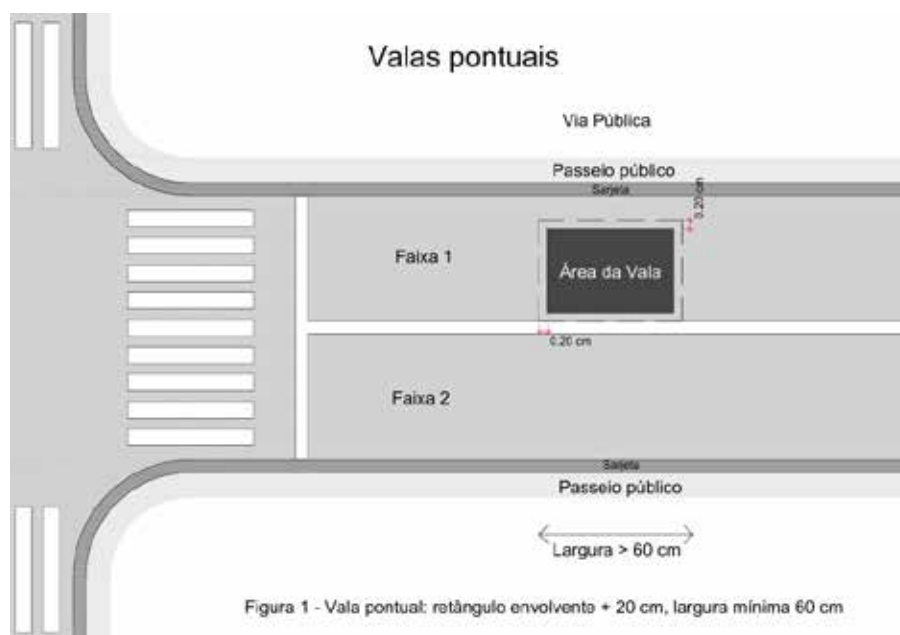 Valas pontuais
Via Pública
Passeio público
Sarjeta
0.20 cm
Faixa 1
Área da Vala
0.20 cm
Faixa 2
Sarjeta
Passeio público
Largura > 60 cm
Figura 1 - Vala pontual: retângulo envolvente + 20 cm, largura mínima 60 cm